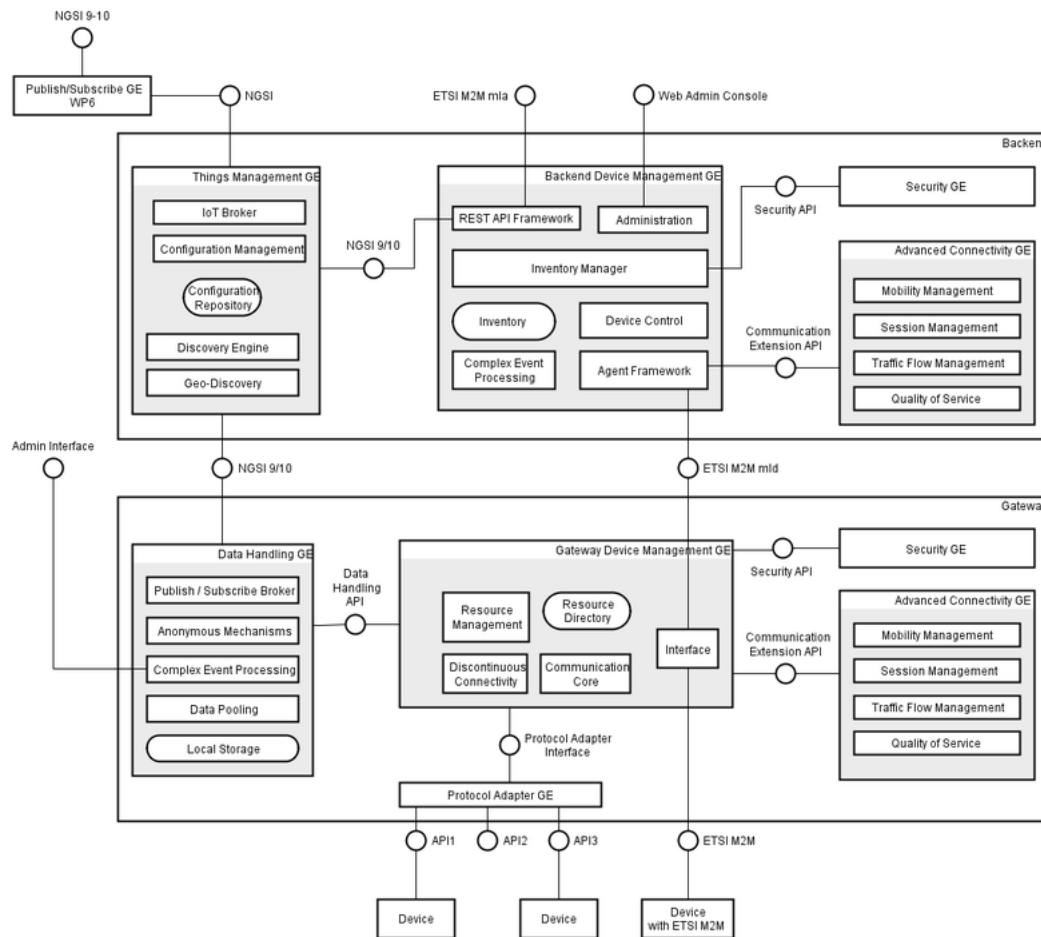 NGSI 9-10
Publish/Subscribe GE
WP6
NGSI
ETSI M2M mIa
Web Admin Console
Backen
Things Management GE
IoT Broker
Configuration Management
Configuration
Repository
Discovery Engine
Geo-Discovery
NGSI 9/10
Backend Device Management GE
REST API Framework
Administration
Inventory Manager
Inventory
Device Control
Complex Event
Processing
Agent Framework
Security API
Security GE
Communication
Extension API
Advanced Connectivity GE
Mobility Management
Session Management
Traffic Flow Management
Quality of Service
Admin Interface
NGSI 9/10
ETSI M2M mId
Gatewa
Data Handling GE
Publish / Subscribe Broker
Anonymous Mechanisms
Complex Event Processing
Data Pooling
Local Storage
Data
Handling
API
Gateway Device Management GE
Resource
Management
Resource
Directory
Discontinuous
Connectivity
Communication
Core
Interface
Security API
Security GE
Communication
Extension API
Advanced Connectivity GE
Mobility Management
Session Management
Traffic Flow Management
Quality of Service
Protocol Adapter
Interface
Protocol Adapter GE
API1
API2
API3
ETSI M2M
Device
Device
Device
with ETSI M2M